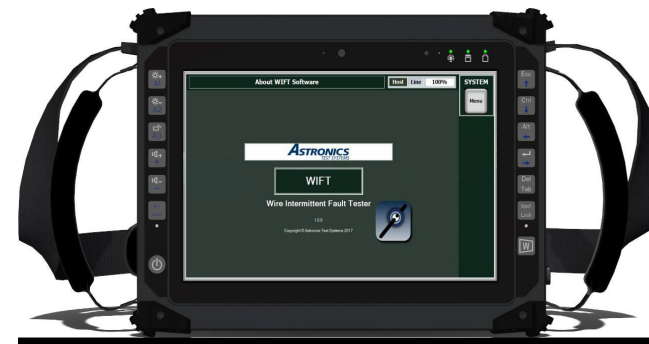 About WIFT Software
Host Line 100%
SYSTEM
Menu
ASTRONICS
TEST SYSTEMS
WIFT
Wire Intermittent Fault Tester
Copyright © Astronics Test Systems 2017
Esc
Ctrl
Alt
Del
Tab
Input
Lock
W